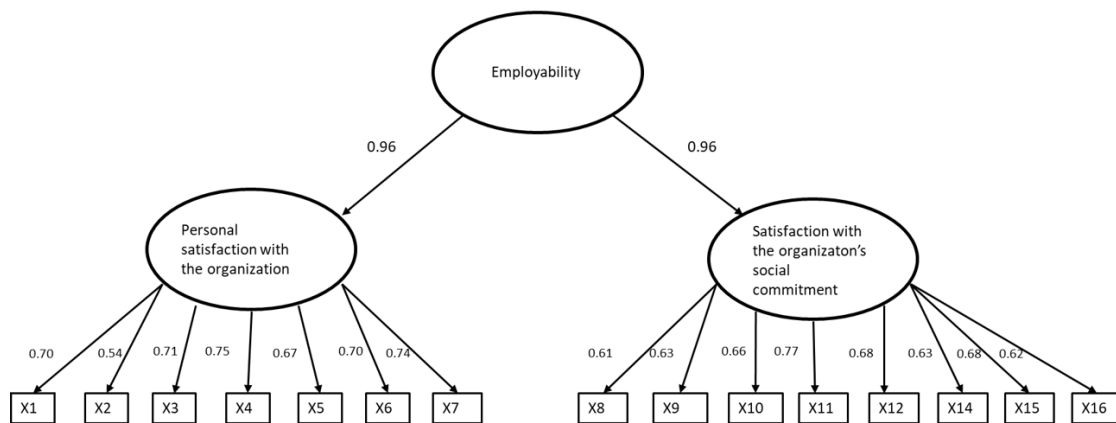 Employability
0.96
0.96
Personal
satisfaction with
the organization
Satisfaction with
the organizaton's
social
commitment
0.70
0.54
0.71
0.75
0.67
0.70
0.74
0.61
0.63
0.66
0.77
0.68
0.63
0.68
0.62
X1
X2
X3
X4
X5
X6
X7
X8
X9
X10
X11
X12
X14
X15
X16